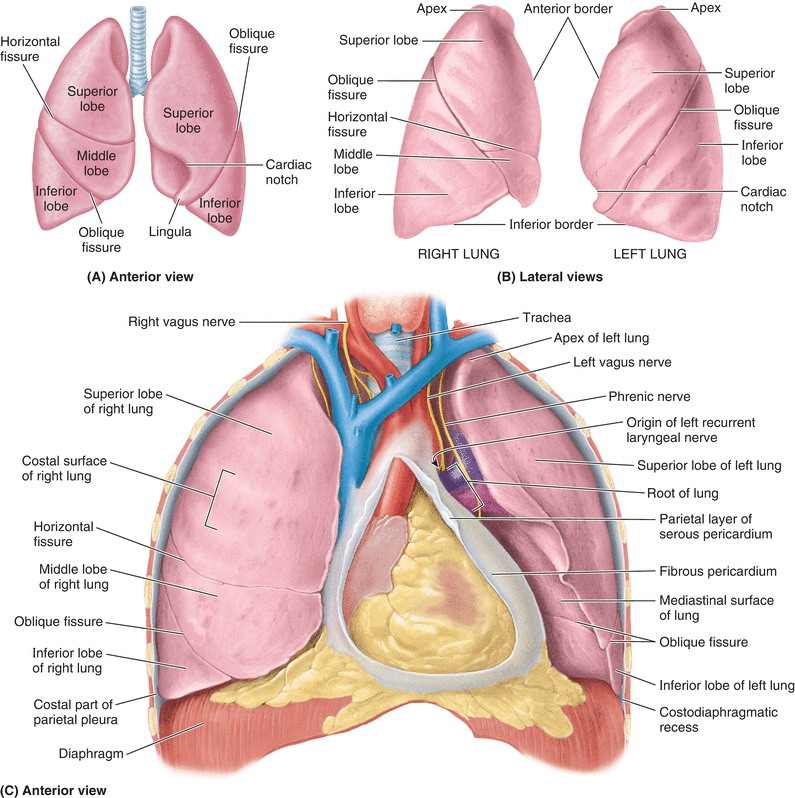 Horizontal
fissure
Oblique
fissure
Superior
lobe
Superior
lobe
Middle
lobe
Inferior
lobe
Inferior
lobe
Cardiac
notch
Oblique
fissure
Lingula
(A) Anterior view
Apex
Anterior border
Apex
Superior lobe
Oblique
fissure
Horizontal
fissure
Middle
lobe
Inferior
lobe
Superior
lobe
Oblique
fissure
Inferior
lobe
Cardiac
notch
Inferior border
RIGHT LUNG
LEFT LUNG
(B) Lateral views
Right vagus nerve
Superior lobe
of right lung
Costal surface
of right lung
Horizontal
fissure
Middle lobe
of right lung
Oblique fissure
Inferior lobe
of right lung
Costal part of
parietal pleura
Diaphragm
Trachea
Apex of left lung
Left vagus nerve
Phrenic nerve
Origin of left recurrent
laryngeal nerve
Superior lobe of left lung
Root of lung
Parietal layer of
serous pericardium
Fibrous pericardium
Mediastinal surface
of lung
Oblique fissure
Inferior lobe of left lung
Costodiaphragmatic
recess
(C) Anterior view